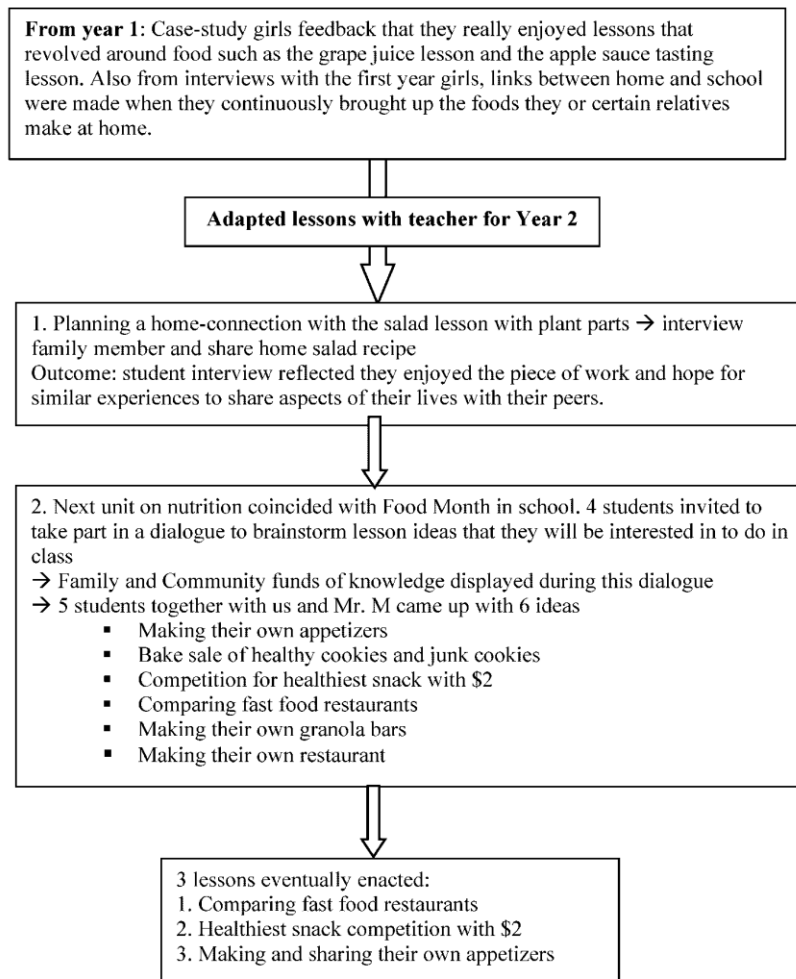 From year 1: Case-study girls feedback that they really enjoyed lessons that
revolved around food such as the grape juice lesson and the apple sauce tasting
lesson. Also from interviews with the first year girls, links between home and school
were made when they continuously brought up the foods they or certain relatives
make at home.
Adapted lessons with teacher for Year 2
1. Planning a home-connection with the salad lesson with plant parts → interview
family member and share home salad recipe
Outcome: student interview reflected they enjoyed the piece of work and hope for
similar experiences to share aspects of their lives with their peers.
2. Next unit on nutrition coincided with Food Month in school. 4 students invited to
take part in a dialogue to brainstorm lesson ideas that they will be interested in to do in
class
→ Family and Community funds of knowledge displayed during this dialogue
→ 5 students together with us and Mr. M came up with 6 ideas
▪ Making their own appetizers
▪ Bake sale of healthy cookies and junk cookies
▪ Competition for healthiest snack with $2
▪ Comparing fast food restaurants
▪ Making their own granola bars
▪ Making their own restaurant
3 lessons eventually enacted:
1. Comparing fast food restaurants
2. Healthiest snack competition with $2
3. Making and sharing their own appetizers